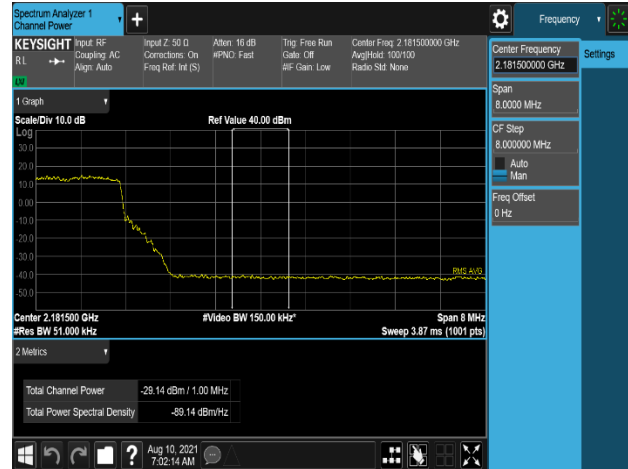 Spectrum Analyzer 1
Channel Power
+
Frequency
KEYSIGHT
RL
Input: RF
Coupling: AC
Align: Auto
Input Z: 50 Ω
Corrections: On
Freq Ref: Int (S)
Atten: 16 dB
#PNO: Fast
Trig: Free Run
Gate: Off
#IF Gain: Low
Center Freq: 2.181500000 GHz
Avg|Hold: 100/100
Radio Std: None
Center Frequency
2.181500000 GHz
Settings
Span
8.0000 MHz
CF Step
8.000000 MHz
Auto
Man
Freq Offset
0 Hz
1 Graph
Scale/Div 10.0 dB
Ref Value 40.00 dBm
Log
30.0
20.0
10.0
0.00
-10.0
-20.0
-30.0
-40.0
-50.0
RMS AVG
Center 2.181500 GHz
#Video BW 150.00 kHz*
Span 8 MHz
#Res BW 51.000 kHz
Sweep 3.87 ms (1001 pts)
2 Metrics
Total Channel Power
-29.14 dBm / 1.00 MHz
Total Power Spectral Density
-89.14 dBm/Hz
?
Aug 10, 2021
7:02:14 AM